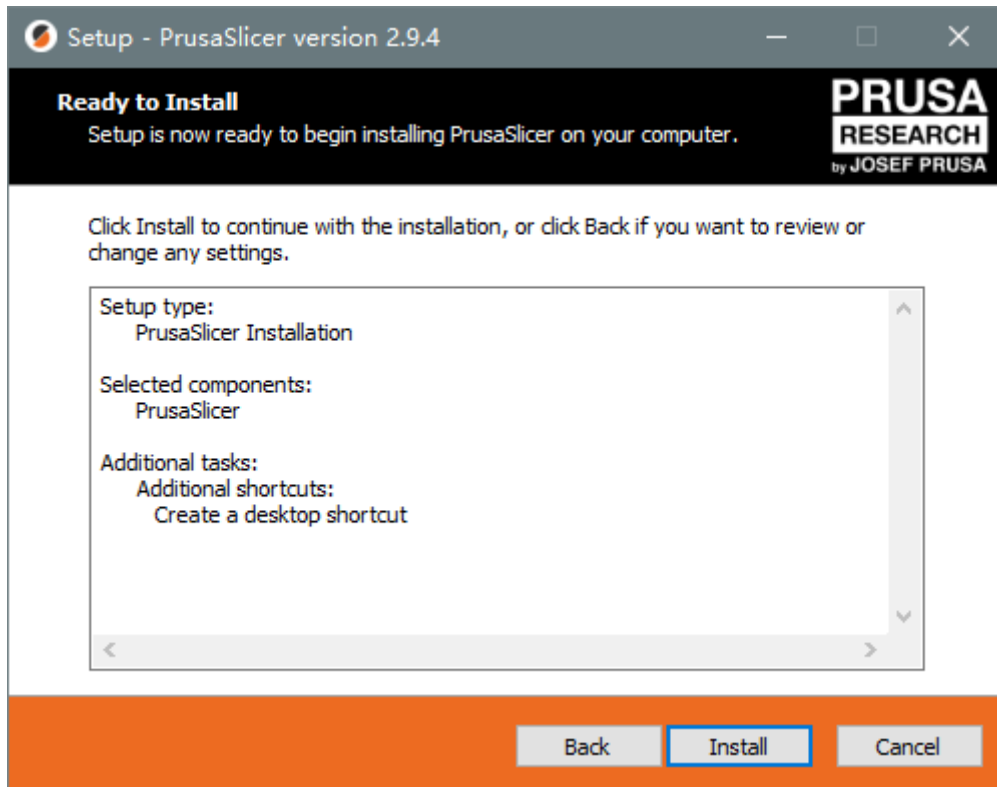 Setup - PrusaSlicer version 2.9.4
Ready to Install
Setup is now ready to begin installing PrusaSlicer on your computer.
PRUSA
RESEARCH
by JOSEF PRUSA
Click Install to continue with the installation, or click Back if you want to review or
change any settings.
Setup type:
PrusaSlicer Installation
Selected components:
PrusaSlicer
Additional tasks:
Additional shortcuts:
Create a desktop shortcut
Back
Install
Cancel